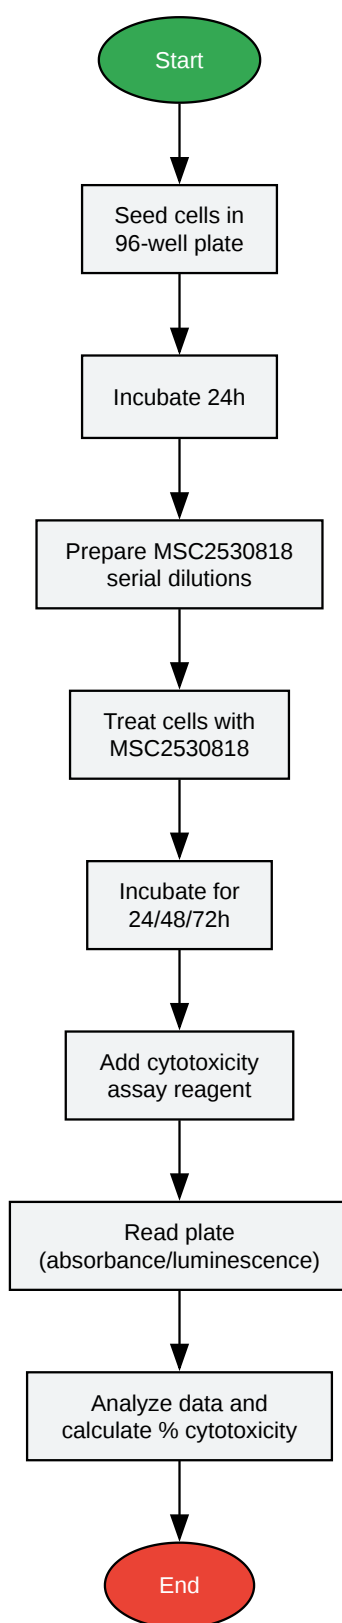 Start
Seed cells in
96-well plate
Incubate 24h
Prepare MSC2530818
serial dilutions
Treat cells with
MSC2530818
Incubate for
24/48/72h
Add cytotoxicity
assay reagent
Read plate
(absorbance/luminescence)
Analyze data and
calculate % cytotoxicity
End